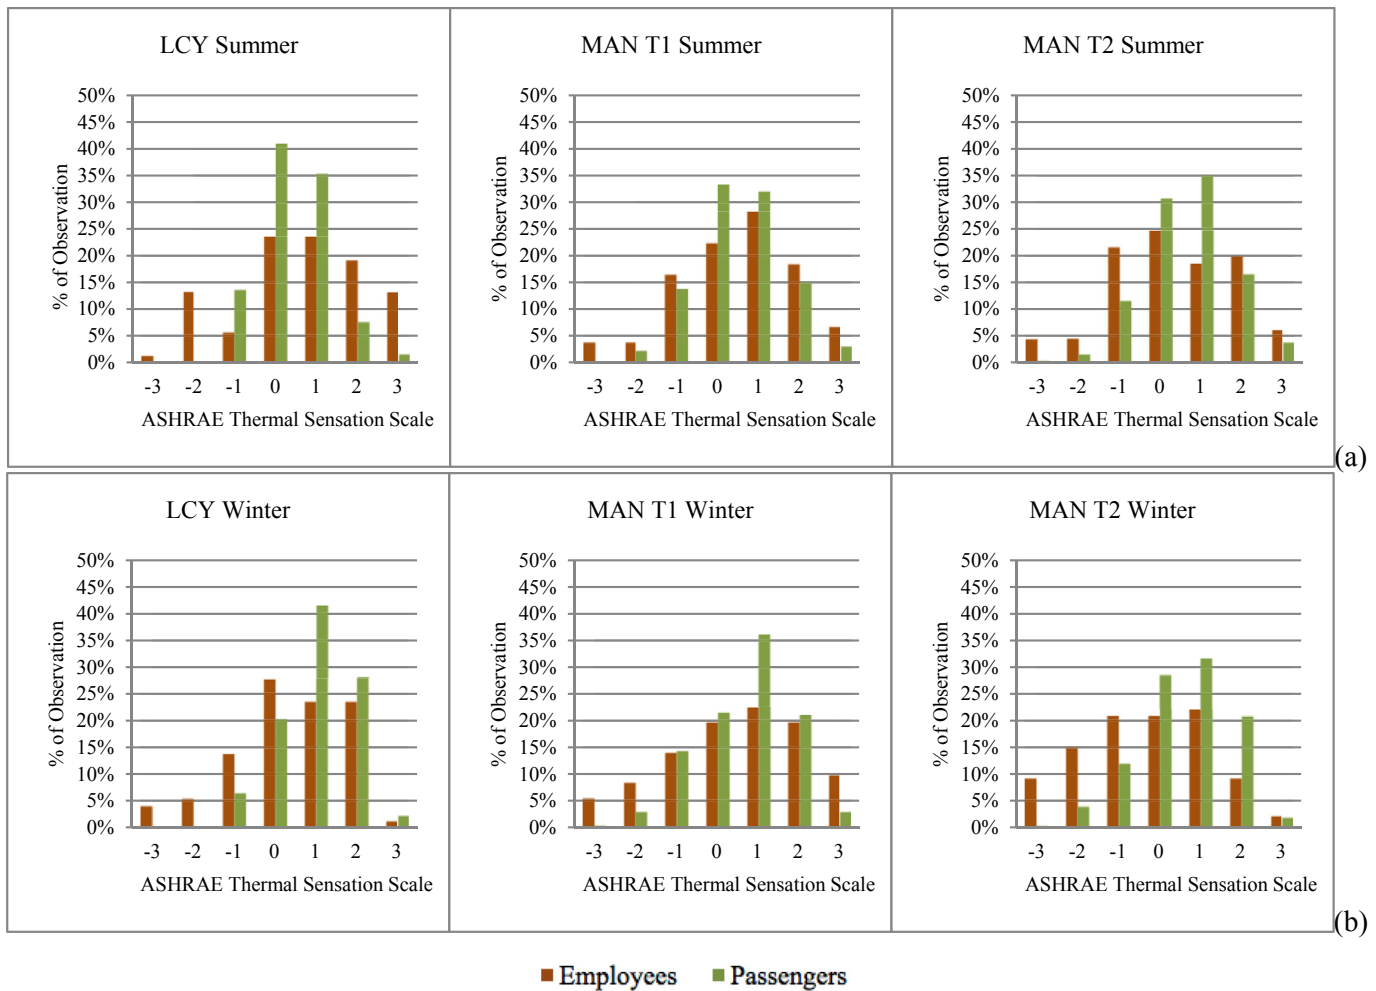 LCY Summer
50%
45%
40%
35%
30%
25%
20%
15%
10%
5%
0%
% of Observation
-3 -2 -1 0 1 2 3
ASHRAE Thermal Sensation Scale
MAN T1 Summer
50%
45%
40%
35%
30%
25%
20%
15%
10%
5%
0%
% of Observation
-3 -2 -1 0 1 2 3
ASHRAE Thermal Sensation Scale
MAN T2 Summer
50%
45%
40%
35%
30%
25%
20%
15%
10%
5%
0%
% of Observation
-3 -2 -1 0 1 2 3
ASHRAE Thermal Sensation Scale
(a)
LCY Winter
50%
45%
40%
35%
30%
25%
20%
15%
10%
5%
0%
% of Observation
-3 -2 -1 0 1 2 3
ASHRAE Thermal Sensation Scale
MAN T1 Winter
50%
45%
40%
35%
30%
25%
20%
15%
10%
5%
0%
% of Observation
-3 -2 -1 0 1 2 3
ASHRAE Thermal Sensation Scale
MAN T2 Winter
50%
45%
40%
35%
30%
25%
20%
15%
10%
5%
0%
% of Observation
-3 -2 -1 0 1 2 3
ASHRAE Thermal Sensation Scale
(b)
Employees Passengers